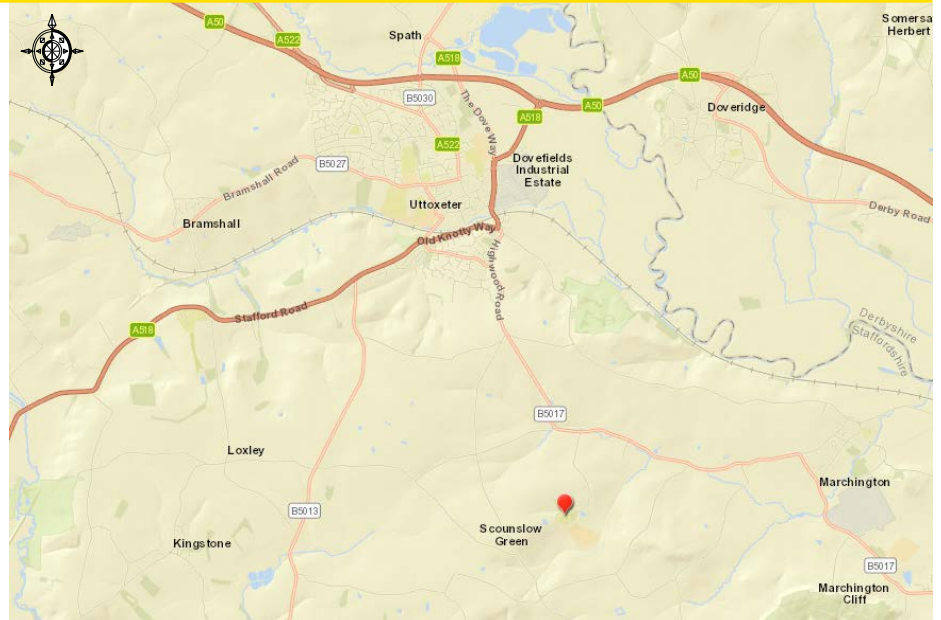 A50
A522
Spath
Somersa
Herbert
A518
A50
B5030
The Dove Way
A50
Doveridge
A518
A522
B5027
Dovefields
Industrial
Estate
Bramshall Road
Uttoxeter
Derby Road
Bramshall
Old Knotty Way
Highwood Road
Stafford Road
A518
Derbyshire
Staffordshire
B5017
Loxley
Marchington
B5013
Scounslow
Green
Kingstone
B5017
Marchington
Cliff